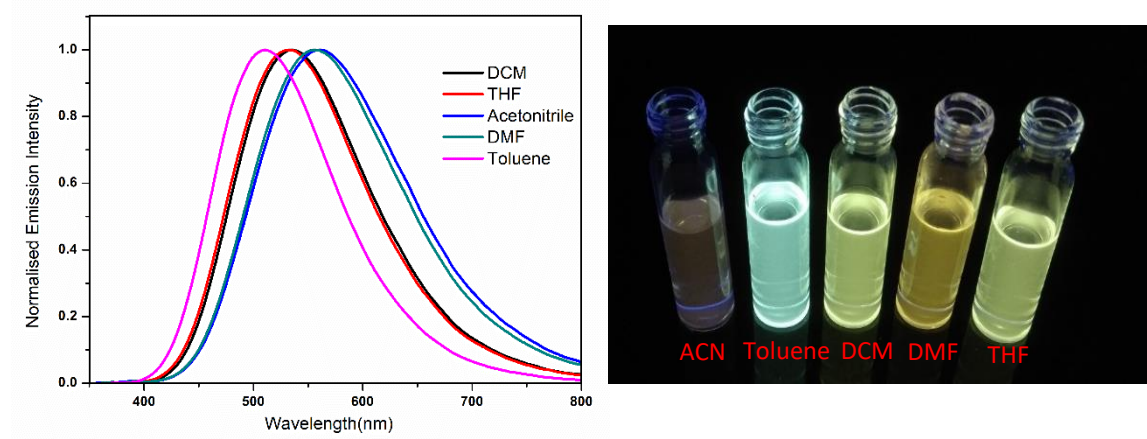 Normalised Emission Intensity
1.0
0.8
0.6
0.4
0.2
0.0
400
500
600
700
800
Wavelength(nm)
DCM
THF
Acetonitrile
DMF
Toluene
ACN Toluene DCM DMF THF